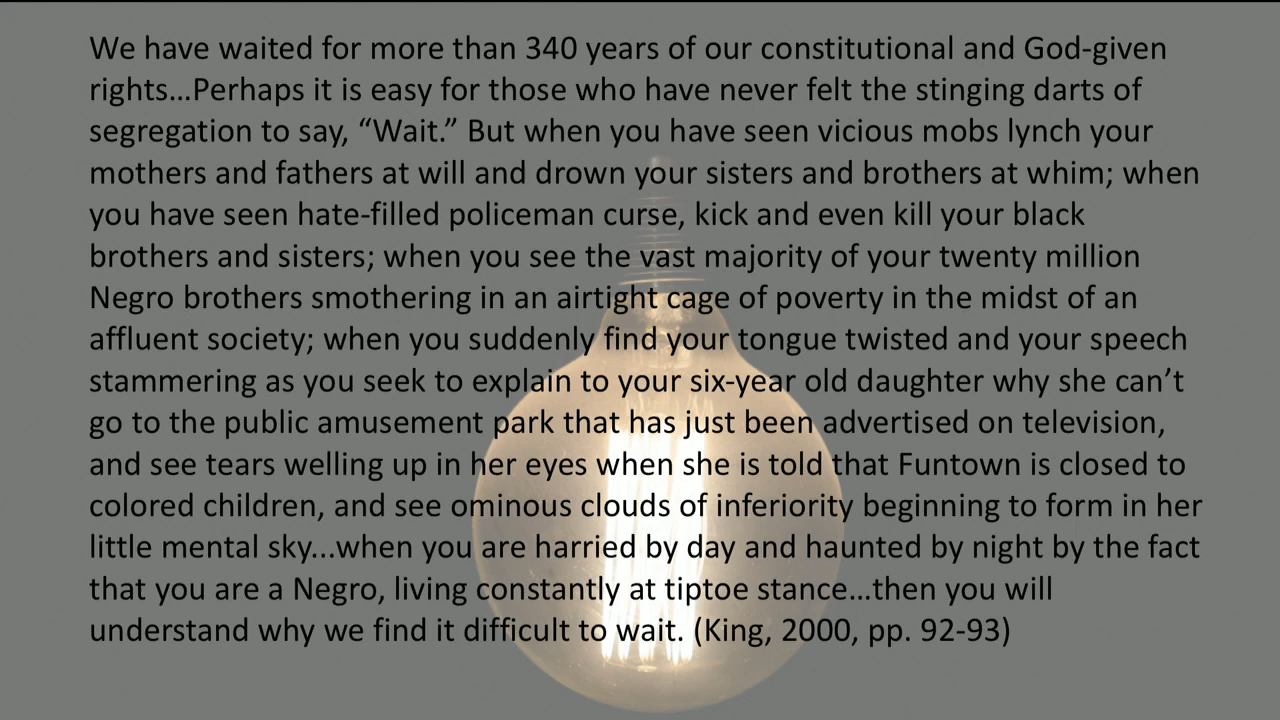 We have waited for more than 340 years of our constitutional and God-given
rights…Perhaps it is easy for those who have never felt the stinging darts of
segregation to say, “Wait.” But when you have seen vicious mobs lynch your
mothers and fathers at will and drown your sisters and brothers at whim; when
you have seen hate-filled policeman curse, kick and even kill your black
brothers and sisters; when you see the vast majority of your twenty million
Negro brothers smothering in an airtight cage of poverty in the midst of an
affluent society; when you suddenly find your tongue twisted and your speech
stammering as you seek to explain to your six-year old daughter why she can’t
go to the public amusement park that has just been advertised on television,
and see tears welling up in her eyes when she is told that Funtown is closed to
colored children, and see ominous clouds of inferiority beginning to form in her
little mental sky...when you are harried by day and haunted by night by the fact
that you are a Negro, living constantly at tiptoe stance…then you will
understand why we find it difficult to wait. (King, 2000, pp. 92-93)